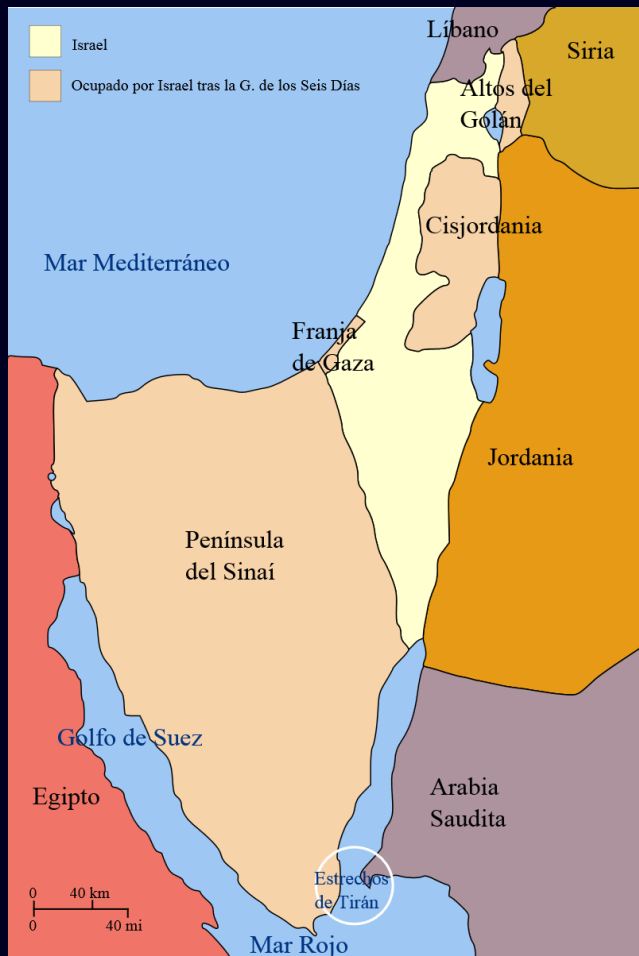 Israel
Ocupado por Israel tras la G. de los Seis Días
Líbano
Siria
Altos del
Golán
Cisjordania
Mar Mediterráneo
Franja
de Gaza
Jordania
Península
del Sinaí
Golfo de Suez
Egipto
Arabia
Saudita
Estrechos
de Tirán
0 40 km
0 40 mi
Mar Rojo